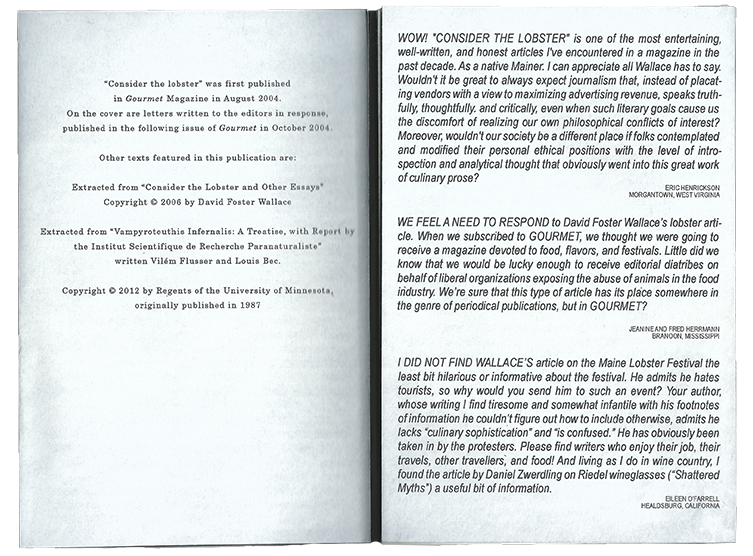 "Consider the lobster" was first published
in Gourmet Magazine in August 2004.
On the cover are letters written to the editors in response,
published in the following issue of Gourmet in October 2004.
Other texts featured in this publication are:
Extracted from "Consider the Lobster and Other Essays"
Copyright © 2006 by David Foster Wallace
Extracted from "Vampyroteuthis Infernalis: A Treatise, with Report by
the Institut Scientifique de Recherche Paranaturaliste"
written Vilém Flusser and Louis Bec.
Copyright © 2012 by Regents of the University of Minnesota,
originally published in 1987
WOW! "CONSIDER THE LOBSTER" is one of the most entertaining,
well-written, and honest articles I've encountered in a magazine in the
past decade. As a native Mainer. I can appreciate all Wallace has to say.
Wouldn't it be great to always expect journalism that, instead of placat-
ing vendors with a view to maximizing advertising revenue, speaks truth-
fully, thoughtfully. and critically, even when such literary goals cause us
the discomfort of realizing our own philosophical conflicts of interest?
Moreover, wouldn't our society be a different place if folks contemplated
and modified their personal ethical positions with the level of intro-
spection and analytical thought that obviously went into this great work
of culinary prose?
ERIC HENRICKSON
MORGANTOWN, WEST VIRGINIA
WE FEEL A NEED TO RESPOND to David Foster Wallace's lobster arti-
cle. When we subscribed to GOURMET, we thought we were going to
receive a magazine devoted to food, flavors, and festivals. Little did we
know that we would be lucky enough to receive editorial diatribes on
behalf of liberal organizations exposing the abuse of animals in the food
industry. We're sure that this type of article has its place somewhere in
the genre of periodical publications, but in GOURMET?
JEANINE AND FRED HERRMANN
BRANDON, MISSISSIPPI
I DID NOT FIND WALLACE'S article on the Maine Lobster Festival the
least bit hilarious or informative about the festival. He admits he hates
tourists, so why would you send him to such an event? Your author,
whose writing I find tiresome and somewhat infantile with his footnotes
of information he couldn't figure out how to include otherwise, admits he
lacks "culinary sophistication" and "is confused." He has obviously been
taken in by the protesters. Please find writers who enjoy their job, their
travels, other travellers, and food! And living as I do in wine country, I
found the article by Daniel Zwerdling on Riedel wineglasses ("Shattered
Myths") a useful bit of information.
EILEEN O'FARRELL
HEALDSBURG, CALIFORNIA